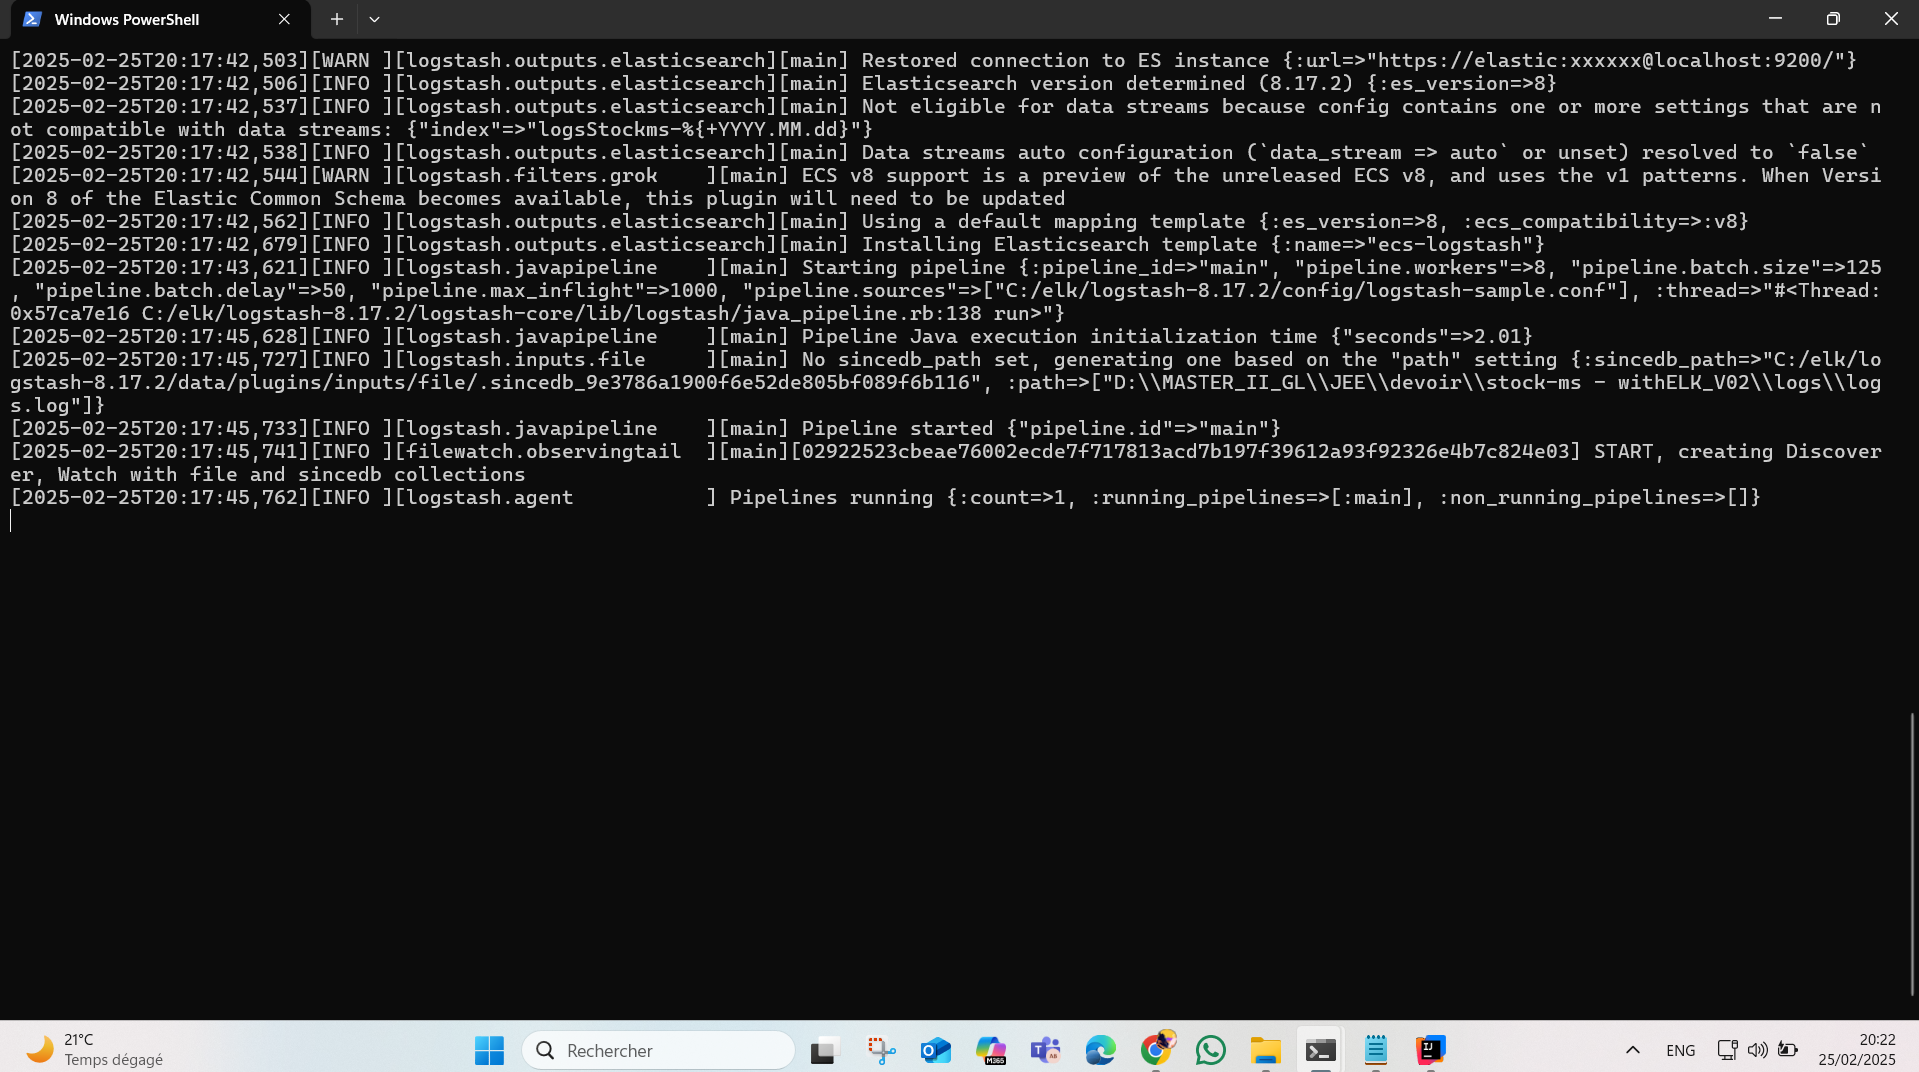 Windows PowerShell
[2025-02-25T20:17:42,503][WARN ][logstash.outputs.elasticsearch][main] Restored connection to ES instance {:url=>"https://elastic:xxxxxx@localhost:9200/"}
[2025-02-25T20:17:42,506][INFO ][logstash.outputs.elasticsearch][main] Elasticsearch version determined (8.17.2) {:es_version=>8}
[2025-02-25T20:17:42,537][INFO ][logstash.outputs.elasticsearch][main] Not eligible for data streams because config contains one or more settings that are n
ot compatible with data streams: {"index"=>"logsStockms-%{+YYYY.MM.dd}"}
[2025-02-25T20:17:42,538][INFO ][logstash.outputs.elasticsearch][main] Data streams auto configuration (`data_stream => auto` or unset) resolved to `false`
[2025-02-25T20:17:42,544][WARN ][logstash.filters.grok    ][main] ECS v8 support is a preview of the unreleased ECS v8, and uses the v1 patterns. When Versi
on 8 of the Elastic Common Schema becomes available, this plugin will need to be updated
[2025-02-25T20:17:42,562][INFO ][logstash.outputs.elasticsearch][main] Using a default mapping template {:es_version=>8, :ecs_compatibility=>:v8}
[2025-02-25T20:17:42,679][INFO ][logstash.outputs.elasticsearch][main] Installing Elasticsearch template {:name=>"ecs-logstash"}
[2025-02-25T20:17:43,621][INFO ][logstash.javapipeline    ][main] Starting pipeline {:pipeline_id=>"main", "pipeline.workers"=>8, "pipeline.batch.size"=>125
, "pipeline.batch.delay"=>50, "pipeline.max_inflight"=>1000, "pipeline.sources"=>["C:/elk/logstash-8.17.2/config/logstash-sample.conf"], :thread=>"#<Thread:
0x57ca7e16 C:/elk/logstash-8.17.2/logstash-core/lib/logstash/java_pipeline.rb:138 run>"}
[2025-02-25T20:17:45,628][INFO ][logstash.javapipeline    ][main] Pipeline Java execution initialization time {"seconds"=>2.01}
[2025-02-25T20:17:45,727][INFO ][logstash.inputs.file     ][main] No sincedb_path set, generating one based on the "path" setting {:sincedb_path=>"C:/elk/lo
gstash-8.17.2/data/plugins/inputs/file/.sincedb_9e3786a1900f6e52de805bf089f6b116", :path=>["D:\\MASTER_II_GL\\JEE\\devoir\\stock-ms - withELK_V02\\logs\\log
s.log"]}
[2025-02-25T20:17:45,733][INFO ][logstash.javapipeline    ][main] Pipeline started {"pipeline.id"=>"main"}
[2025-02-25T20:17:45,741][INFO ][filewatch.observingtail  ][main][02922523cbeae76002ecde7f717813acd7b197f39612a93f92326e4b7c824e03] START, creating Discover
er, Watch with file and sincedb collections
[2025-02-25T20:17:45,762][INFO ][logstash.agent           ] Pipelines running {:count=>1, :running_pipelines=>[:main], :non_running_pipelines=>[]}
21°C
Temps dégagé
Rechercher
M365
IJ
ENG
20:22
25/02/2025